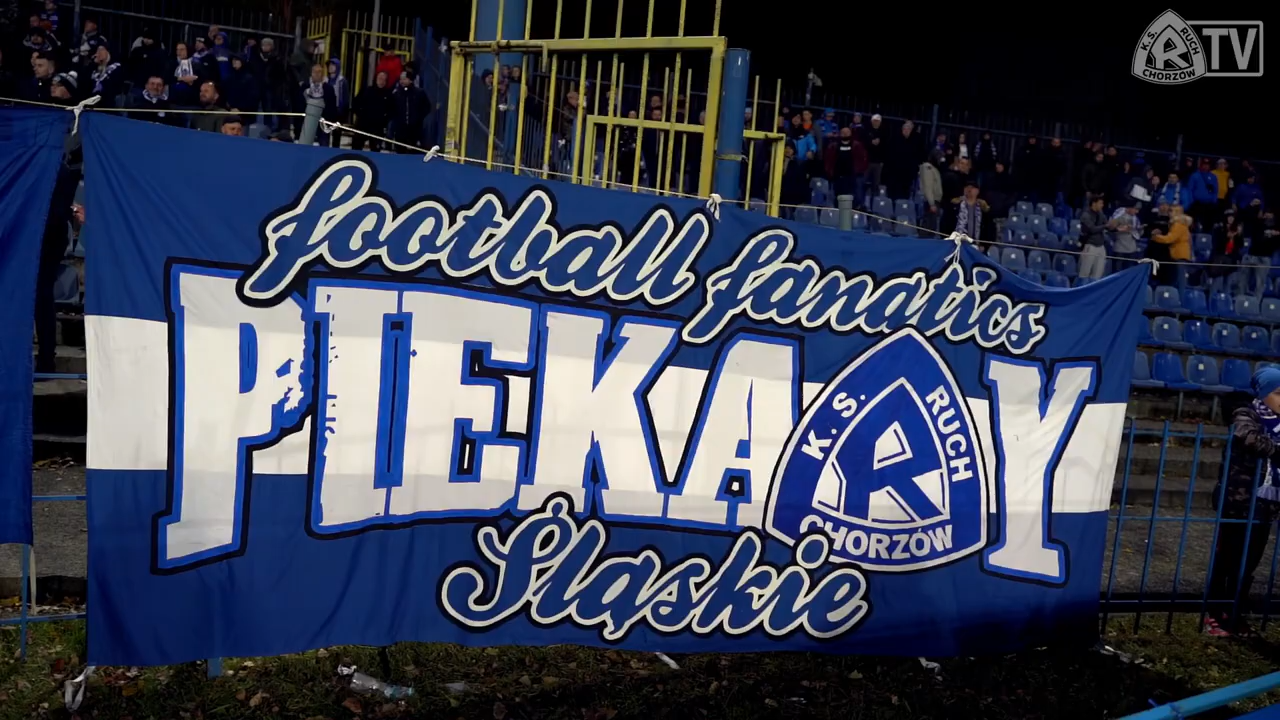 K.S. RUCH CHORZÓW R TV
football fanatics
PIEKARY
K.S. RUCH
CHORZÓW
Śląskie